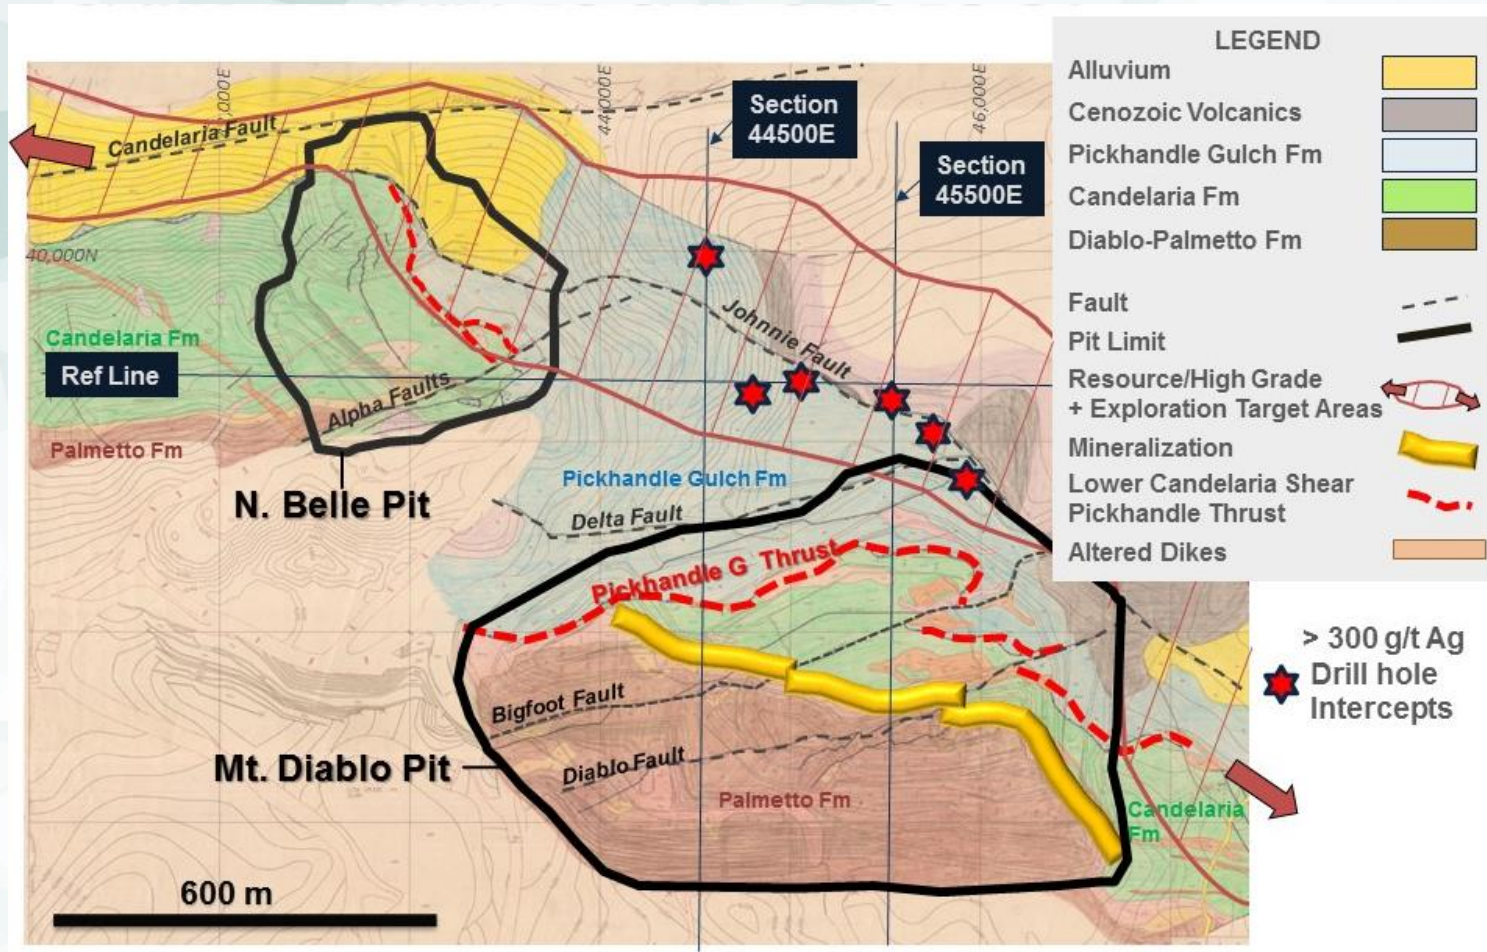 LEGEND
Alluvium
Cenozoic Volcanics
Pickhandle Gulch Fm
Candelaria Fm
Diablo-Palmetto Fm
Fault
Pit Limit
Resource/High Grade
+ Exploration Target Areas
Mineralization
Lower Candelaria Shear
Pickhandle Thrust
Altered Dikes
> 300 g/t Ag
Drill hole
Intercepts
,000E
44,000E
46,000E
Section
44500E
Section
45500E
Candelaria Fault
40,000N
Johnnie Fault
Candelaria Fm
Ref Line
Alpha Faults
Palmetto Fm
N. Belle Pit
Pickhandle Gulch Fm
Delta Fault
Pickhandle G Thrust
Bigfoot Fault
Mt. Diablo Pit
Diablo Fault
Palmetto Fm
Candelaria
Fm
600 m